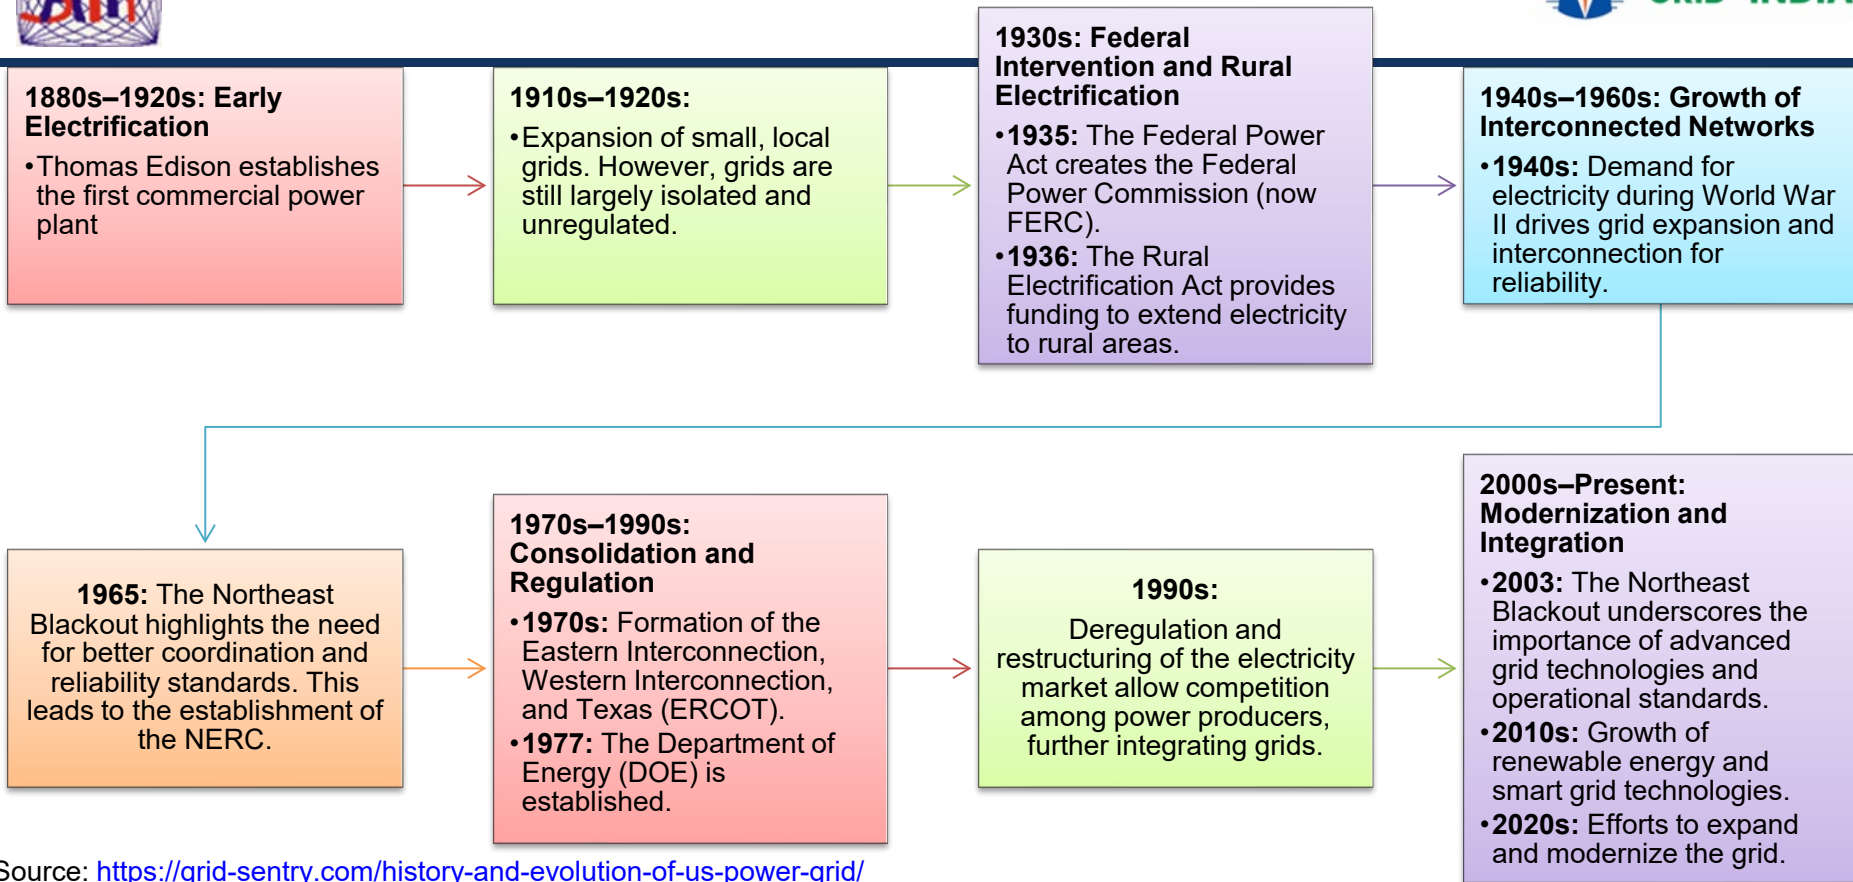 GRID-INDIA
1880s–1920s: Early
Electrification
•Thomas Edison establishes
the first commercial power
plant
1910s–1920s:
•Expansion of small, local
grids. However, grids are
still largely isolated and
unregulated.
1930s: Federal
Intervention and Rural
Electrification
•1935: The Federal Power
Act creates the Federal
Power Commission (now
FERC).
•1936: The Rural
Electrification Act provides
funding to extend electricity
to rural areas.
1940s–1960s: Growth of
Interconnected Networks
•1940s: Demand for
electricity during World War
II drives grid expansion and
interconnection for
reliability.
1965: The Northeast
Blackout highlights the need
for better coordination and
reliability standards. This
leads to the establishment of
the NERC.
1970s–1990s:
Consolidation and
Regulation
•1970s: Formation of the
Eastern Interconnection,
Western Interconnection,
and Texas (ERCOT).
•1977: The Department of
Energy (DOE) is
established.
1990s:
Deregulation and
restructuring of the electricity
market allow competition
among power producers,
further integrating grids.
2000s–Present:
Modernization and
Integration
•2003: The Northeast
Blackout underscores the
importance of advanced
grid technologies and
operational standards.
•2010s: Growth of
renewable energy and
smart grid technologies.
•2020s: Efforts to expand
and modernize the grid.
Source: https://grid-sentry.com/history-and-evolution-of-us-power-grid/